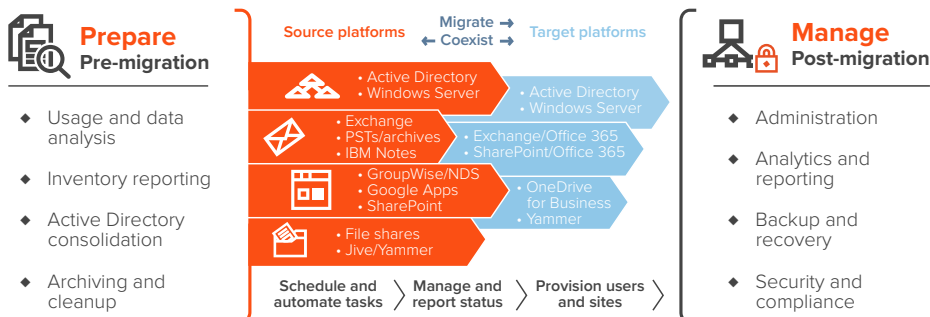 Prepare
Pre-migration
◆ Usage and data
analysis
◆ Inventory reporting
◆ Active Directory
consolidation
◆ Archiving and
cleanup
Source platforms
Migrate →
← Coexist →
Target platforms
• Active Directory
• Windows Server
• Exchange
• PSTs/archives
• IBM Notes
• GroupWise/NDS
• Google Apps
• SharePoint
• File shares
• Jive/Yammer
• Active Directory
• Windows Server
• Exchange/Office 365
• SharePoint/Office 365
• OneDrive
for Business
• Yammer
Schedule and
automate tasks
Manage and
report status
Provision users
and sites
Manage
Post-migration
◆ Administration
◆ Analytics and
reporting
◆ Backup and
recovery
◆ Security and
compliance